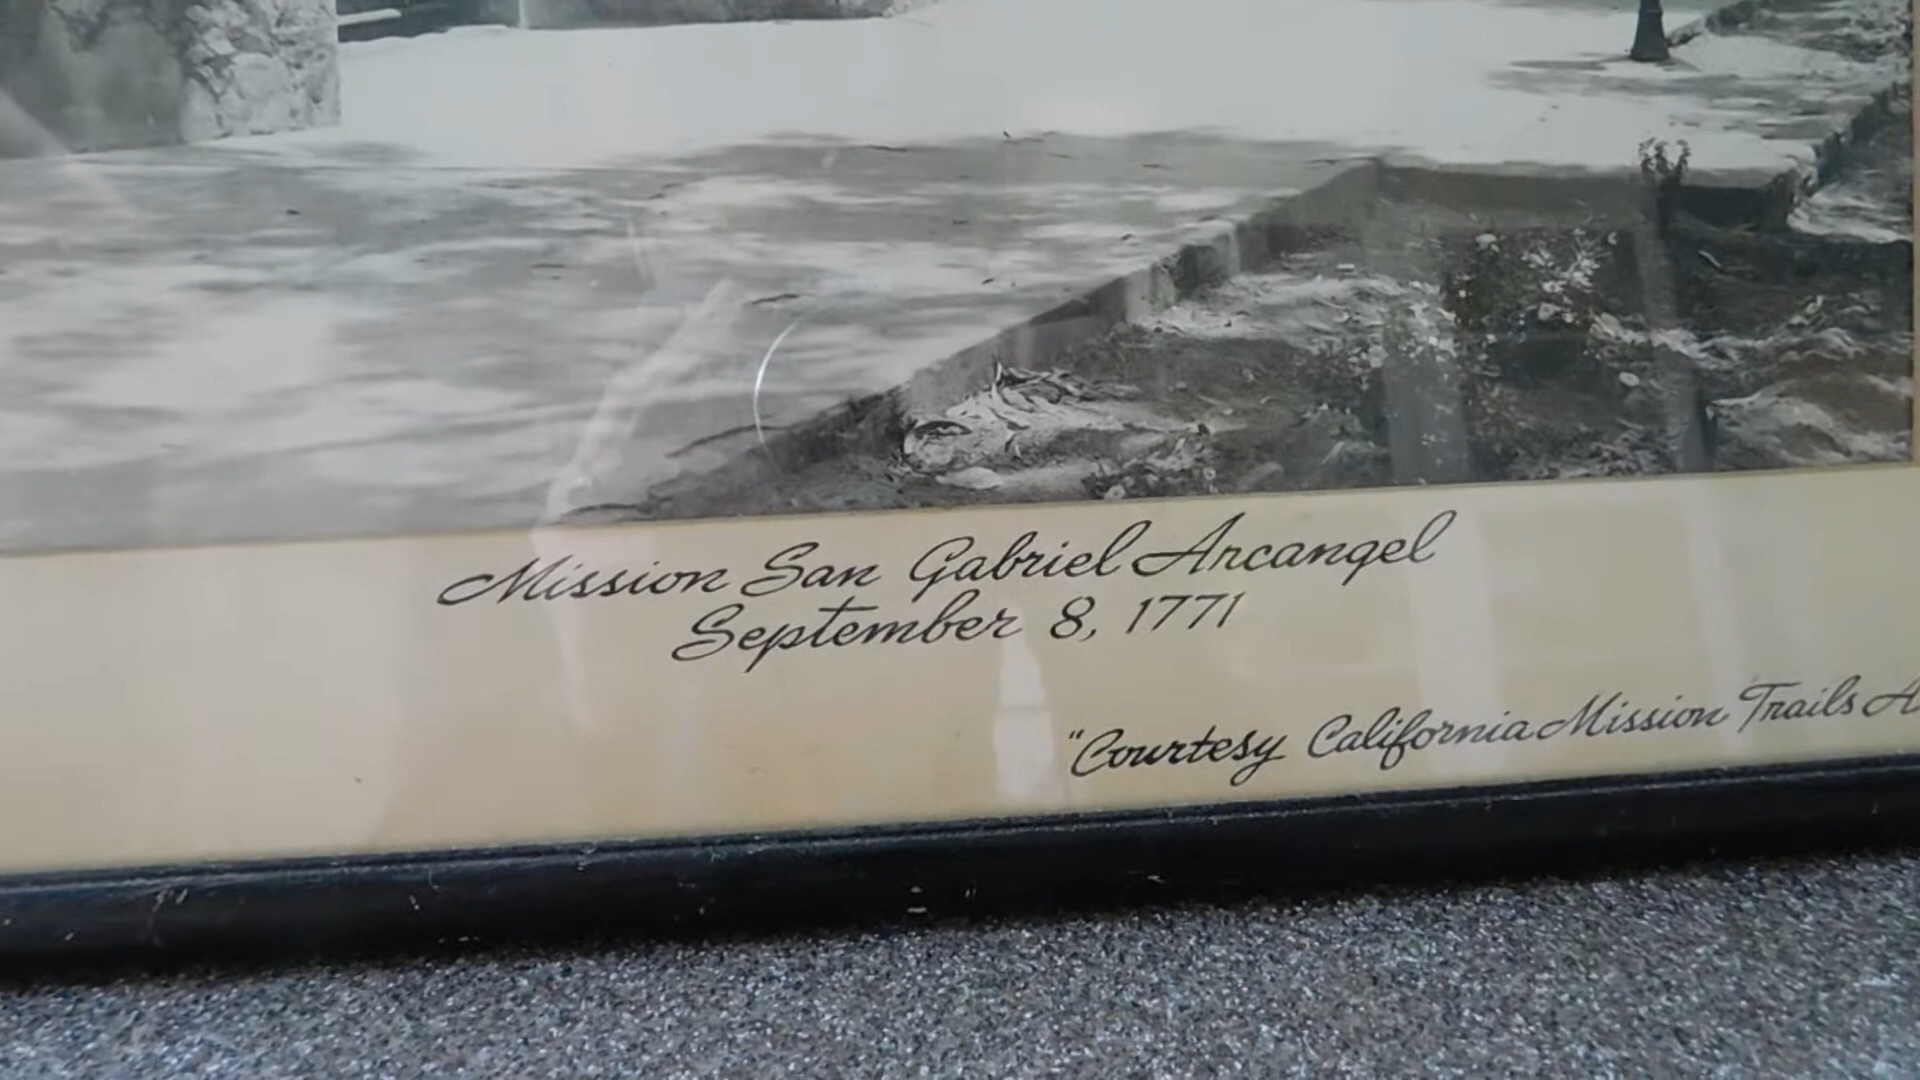 Mission San Gabriel Arcangel
September 8, 1771
"Courtesy California Mission Trails A